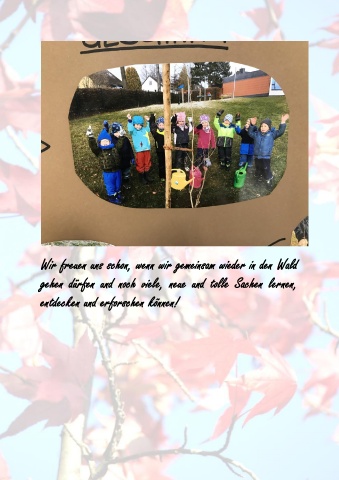 Wir freuen uns schon, wenn wir gemeinsam wieder in den Wald
gehen dürfen und noch viele, neue und tolle Sachen lernen,
entdecken und erforschen können!